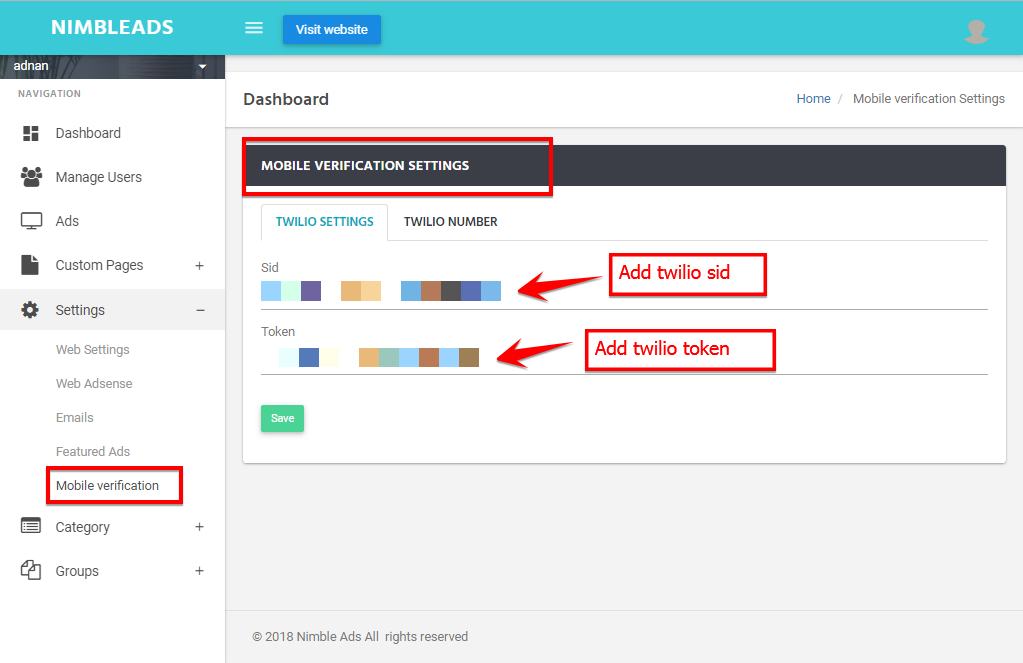 NIMBLEADS
Visit website
adnan
NAVIGATION
Dashboard
Manage Users
Ads
Custom Pages +
Settings −
Web Settings
Web Adsense
Emails
Featured Ads
Mobile verification
Category +
Groups +
Dashboard
Home / Mobile verification Settings
MOBILE VERIFICATION SETTINGS
TWILIO SETTINGS TWILIO NUMBER
Sid
Add twilio sid
Token
Add twilio token
Save
© 2018 Nimble Ads All rights reserved